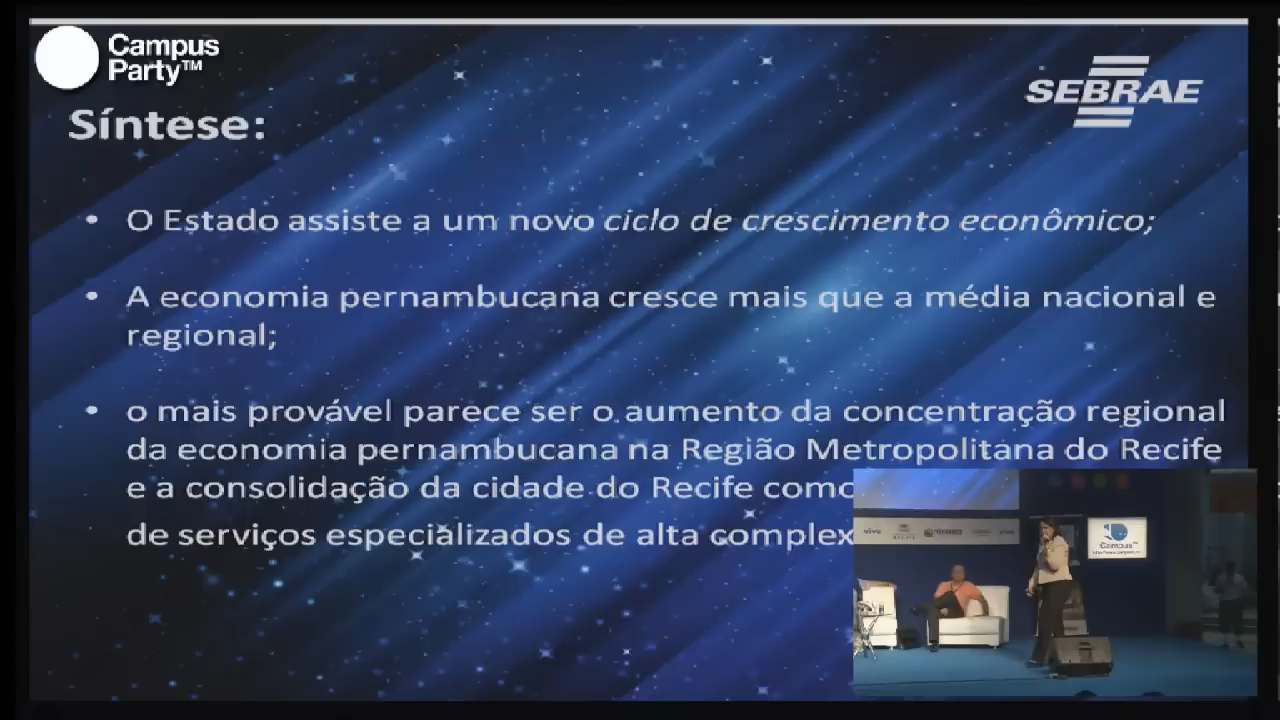 Campus
Party™
SEBRAE
Síntese:
• O Estado assiste a um novo ciclo de crescimento econômico;
• A economia pernambucana cresce mais que a média nacional e
regional;
• o mais provável parece ser o aumento da concentração regional
da economia pernambucana na Região Metropolitana do Recife
e a consolidação da cidade do Recife como
de serviços especializados de alta complex
vivo
Campus